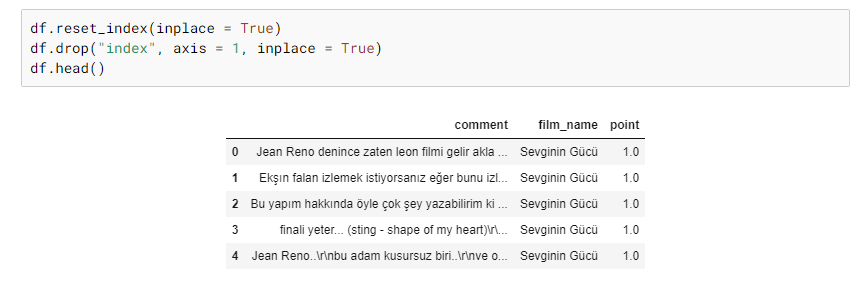 df.reset_index(inplace = True)
df.drop("index", axis = 1, inplace = True)
df.head()
comment film_name point
0 Jean Reno denince zaten leon filmi gelir akla ... Sevginin Gücü 1.0
1 Ekşın falan izlemek istiyorsanız eğer bunu izl... Sevginin Gücü 1.0
2 Bu yapım hakkında öyle çok şey yazabilirim ki ... Sevginin Gücü 1.0
3 finali yeter... (sting - shape of my heart)\r\... Sevginin Gücü 1.0
4 Jean Reno..\r\nbu adam kusursuz biri..\r\nve o... Sevginin Gücü 1.0